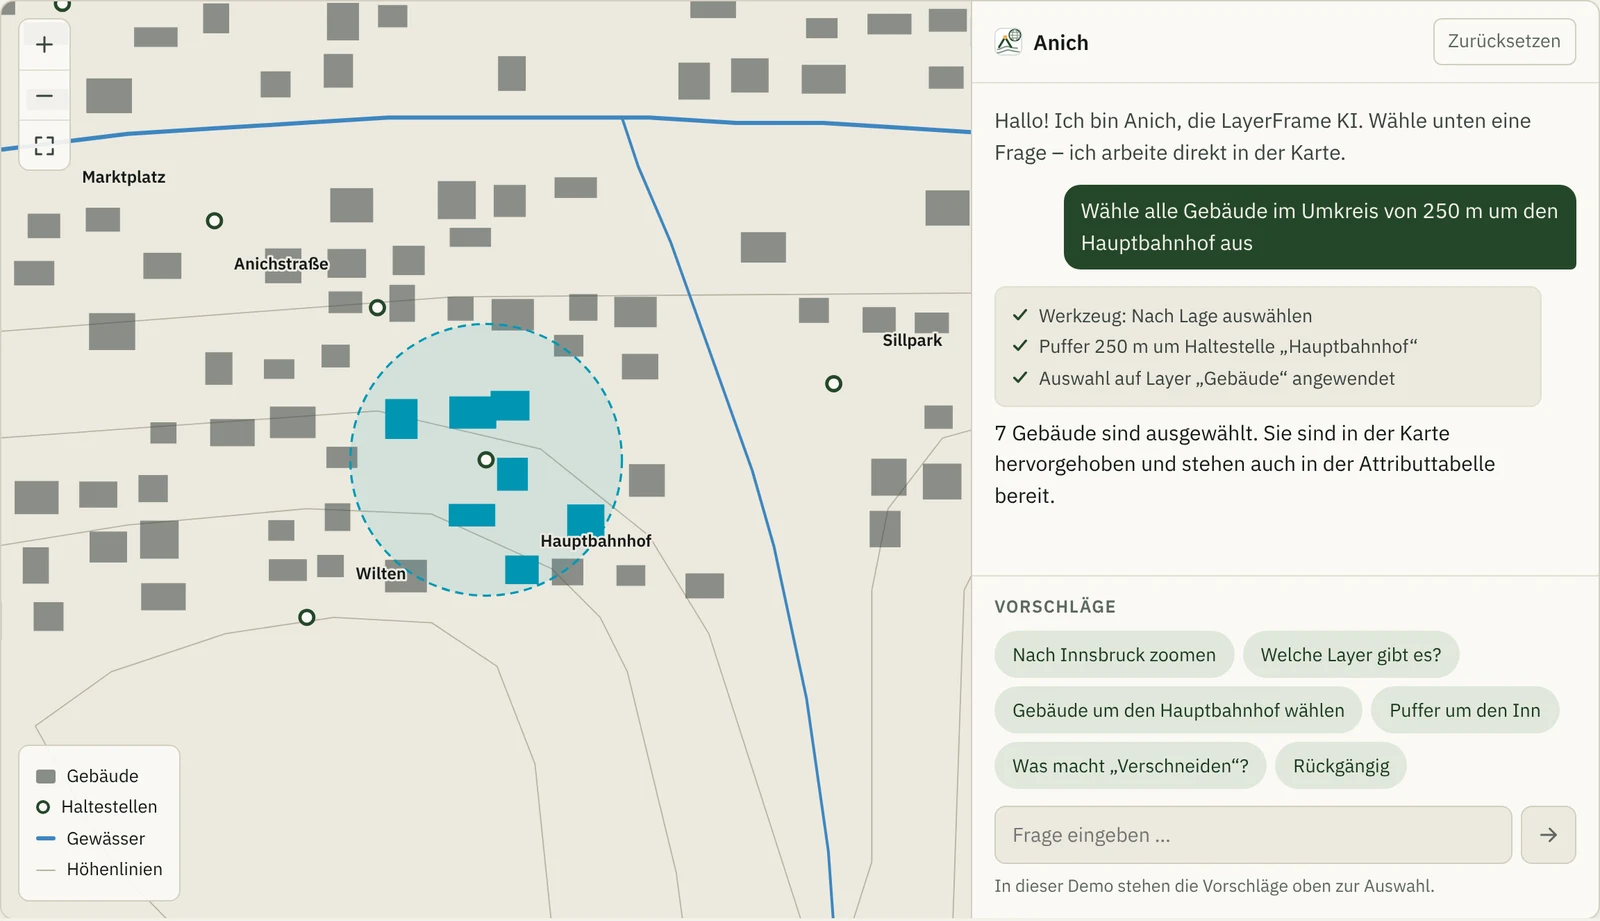 Marktplatz
Anichstraße
Sillpark
Hauptbahnhof
Wilten
Gebäude
Haltestellen
Gewässer
Höhenlinien
Anich
Zurücksetzen
Hallo! Ich bin Anich, die LayerFrame KI. Wähle unten eine
Frage – ich arbeite direkt in der Karte.
Wähle alle Gebäude im Umkreis von 250 m um den
Hauptbahnhof aus
Werkzeug: Nach Lage auswählen
Puffer 250 m um Haltestelle „Hauptbahnhof“
Auswahl auf Layer „Gebäude“ angewendet
7 Gebäude sind ausgewählt. Sie sind in der Karte
hervorgehoben und stehen auch in der Attributtabelle
bereit.
VORSCHLÄGE
Nach Innsbruck zoomen
Welche Layer gibt es?
Gebäude um den Hauptbahnhof wählen
Puffer um den Inn
Was macht „Verschneiden“?
Rückgängig
Frage eingeben …
In dieser Demo stehen die Vorschläge oben zur Auswahl.